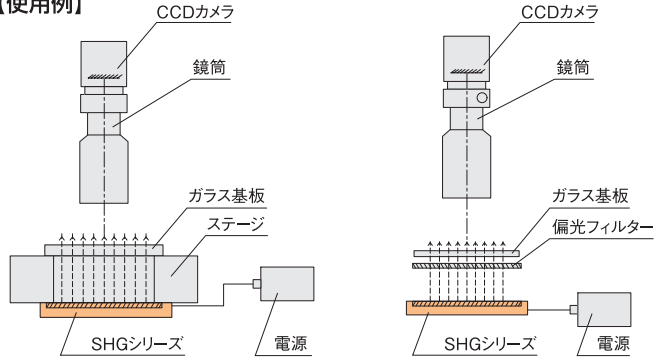 【使用例】
CCDカメラ
鏡筒
ガラス基板
ステージ
SHGシリーズ
電源
CCDカメラ
鏡筒
ガラス基板
偏光フィルター
SHGシリーズ
電源